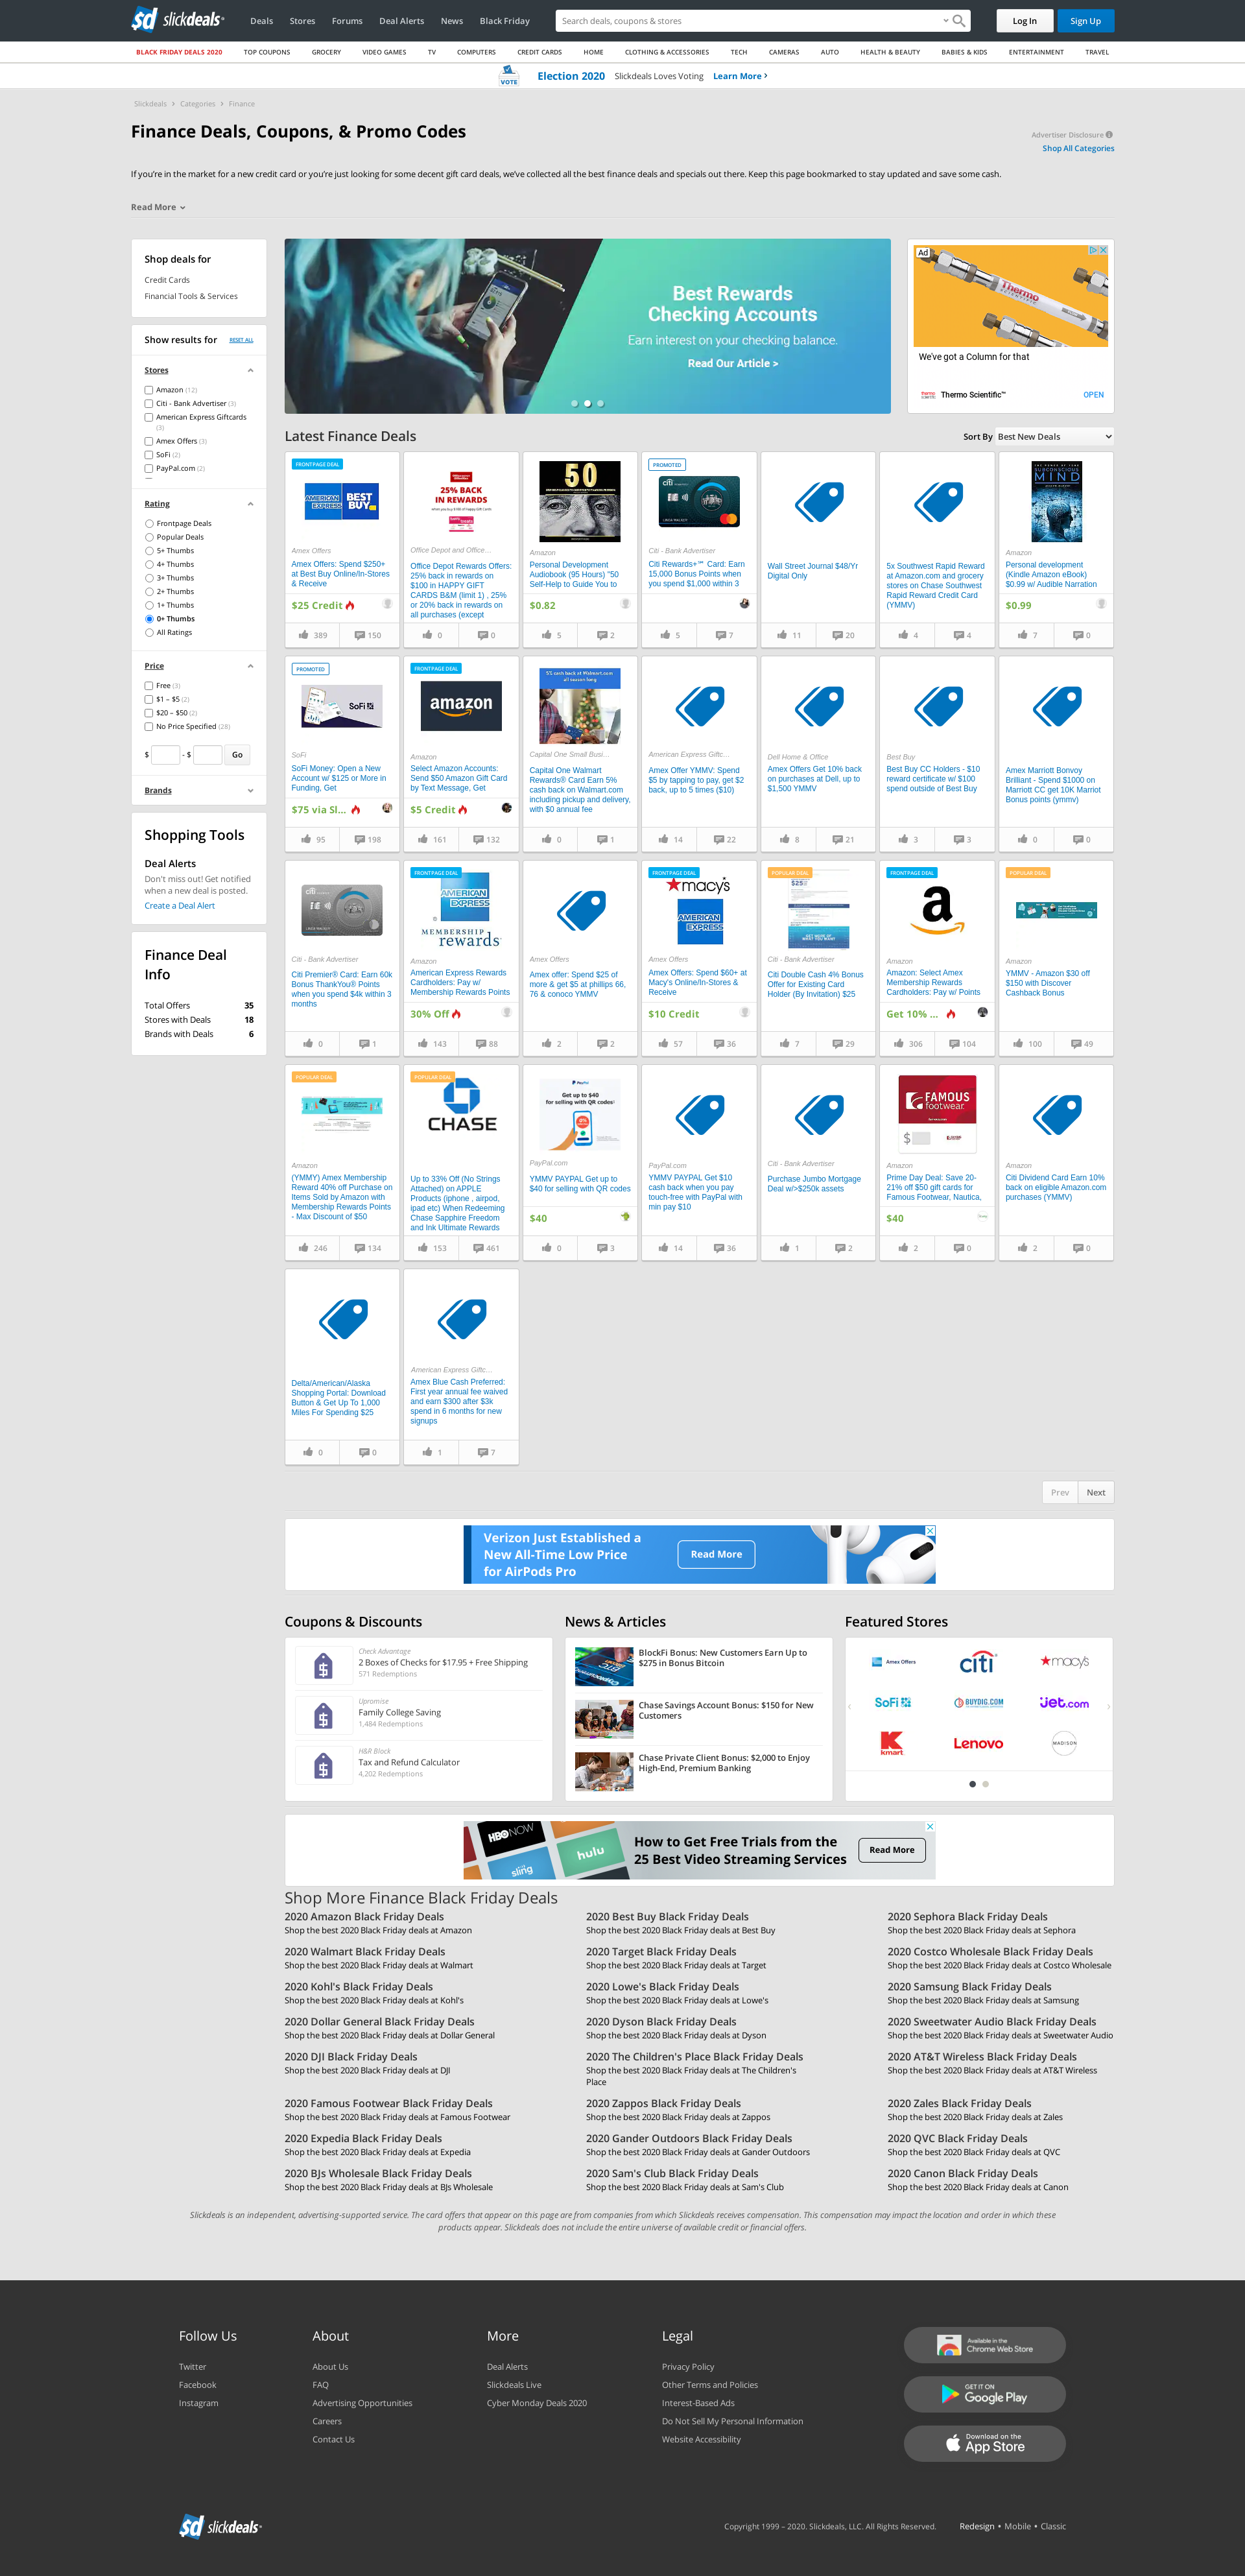 slickdeals
Deals
Stores
Forums
Deal Alerts
News
Black Friday
Search deals, coupons & stores
Log In
Sign Up
BLACK FRIDAY DEALS 2020
TOP COUPONS
GROCERY
VIDEO GAMES
TV
COMPUTERS
CREDIT CARDS
HOME
CLOTHING & ACCESSORIES
TECH
CAMERAS
AUTO
HEALTH & BEAUTY
BABIES & KIDS
ENTERTAINMENT
TRAVEL
VOTE
Election 2020 Slickdeals Loves Voting Learn More
Slickdeals > Categories > Finance
Finance Deals, Coupons, & Promo Codes
Advertiser Disclosure
Shop All Categories
If you're in the market for a new credit card or you're just looking for some decent gift card deals, we've collected all the best finance deals and specials out there. Keep this page bookmarked to stay updated and save some cash.
Read More
Shop deals for
Credit Cards
Financial Tools & Services
Show results for RESET ALL
Stores
Amazon (12)
Citi - Bank Advertiser (3)
American Express Giftcards
(3)
Amex Offers (3)
SoFi (2)
PayPal.com (2)
Rating
Frontpage Deals
Popular Deals
5+ Thumbs
4+ Thumbs
3+ Thumbs
2+ Thumbs
1+ Thumbs
0+ Thumbs
All Ratings
Price
Free (3)
$1 – $5 (2)
$20 – $50 (2)
No Price Specified (28)
$ - $ Go
Brands
Shopping Tools
Deal Alerts
Don't miss out! Get notified
when a new deal is posted.
Create a Deal Alert
Finance Deal
Info
Total Offers 35
Stores with Deals 18
Brands with Deals 6
Best Rewards
Checking Accounts
Earn interest on your checking balance.
Read Our Article >
Ad
Thermo
We've got a Column for that
Thermo Scientific™
OPEN
Latest Finance Deals
Sort By Best New Deals
FRONTPAGE DEAL
AMERICAN EXPRESS
BEST BUY
Amex Offers
Amex Offers: Spend $250+
at Best Buy Online/In-Stores
& Receive
$25 Credit
389 150
25% BACK
IN REWARDS
Office Depot and Office...
Office Depot Rewards Offers:
25% back in rewards on
$100 in HAPPY GIFT
CARDS B&M (limit 1) , 25%
or 20% back in rewards on
all purchases (except
0 0
50
Amazon
Personal Development
Audiobook (95 Hours) "50
Self-Help to Guide You to
$0.82
5 2
PROMOTED
citi
Citi - Bank Advertiser
Citi Rewards+℠ Card: Earn
15,000 Bonus Points when
you spend $1,000 within 3
5 7
Wall Street Journal $48/Yr
Digital Only
11 20
5x Southwest Rapid Reward
at Amazon.com and grocery
stores on Chase Southwest
Rapid Reward Credit Card
(YMMV)
4 4
SUBCONSCIOUS
MIND
Amazon
Personal development
(Kindle Amazon eBook)
$0.99 w/ Audible Narration
$0.99
7 0
PROMOTED
SoFi
SoFi
SoFi Money: Open a New
Account w/ $125 or More in
Funding, Get
$75 via Sl...
95 198
FRONTPAGE DEAL
amazon
Amazon
Select Amazon Accounts:
Send $50 Amazon Gift Card
by Text Message, Get
$5 Credit
161 132
5% cash back at Walmart.com
all season long
Capital One Small Busi...
Capital One Walmart
Rewards® Card Earn 5%
cash back on Walmart.com
including pickup and delivery,
with $0 annual fee
0 1
American Express Giftc...
Amex Offer YMMV: Spend
$5 by tapping to pay, get $2
back, up to 5 times ($10)
14 22
Dell Home & Office
Amex Offers Get 10% back
on purchases at Dell, up to
$1,500 YMMV
8 21
Best Buy
Best Buy CC Holders - $10
reward certificate w/ $100
spend outside of Best Buy
3 3
Amex Marriott Bonvoy
Brilliant - Spend $1000 on
Marriott CC get 10K Marriot
Bonus points (ymmv)
0 0
citi
Citi - Bank Advertiser
Citi Premier® Card: Earn 60k
Bonus ThankYou® Points
when you spend $4k within 3
months
0 1
FRONTPAGE DEAL
AMERICAN EXPRESS
MEMBERSHIP
rewards
Amazon
American Express Rewards
Cardholders: Pay w/
Membership Rewards Points
30% Off
143 88
Amex Offers
Amex offer: Spend $25 of
more & get $5 at phillips 66,
76 & conoco YMMV
2 2
FRONTPAGE DEAL
macy's
AMERICAN EXPRESS
Amex Offers
Amex Offers: Spend $60+ at
Macy's Online/In-Stores &
Receive
$10 Credit
57 36
POPULAR DEAL
$25
Citi - Bank Advertiser
Citi Double Cash 4% Bonus
Offer for Existing Card
Holder (By Invitation) $25
7 29
FRONTPAGE DEAL
a
Amazon
Amazon: Select Amex
Membership Rewards
Cardholders: Pay w/ Points
Get 10% ...
306 104
POPULAR DEAL
Amazon
YMMV - Amazon $30 off
$150 with Discover
Cashback Bonus
100 49
POPULAR DEAL
Amazon
(YMMY) Amex Membership
Reward 40% off Purchase on
Items Sold by Amazon with
Membership Rewards Points
- Max Discount of $50
246 134
POPULAR DEAL
CHASE
Up to 33% Off (No Strings
Attached) on APPLE
Products (iphone , airpod,
ipad etc) When Redeeming
Chase Sapphire Freedom
and Ink Ultimate Rewards
153 461
PayPal
Get up to $40
for selling with QR codes
PayPal.com
YMMV PAYPAL Get up to
$40 for selling with QR codes
$40
0 3
PayPal.com
YMMV PAYPAL Get $10
cash back when you pay
touch-free with PayPal with
min pay $10
14 36
Citi - Bank Advertiser
Purchase Jumbo Mortgage
Deal w/>$250k assets
1 2
FAMOUS
footwear
$
Amazon
Prime Day Deal: Save 20-
21% off $50 gift cards for
Famous Footwear, Nautica,
$40
2 0
Amazon
Citi Dividend Card Earn 10%
back on eligible Amazon.com
purchases (YMMV)
2 0
Delta/American/Alaska
Shopping Portal: Download
Button & Get Up To 1,000
Miles For Spending $25
0 0
American Express Giftc...
Amex Blue Cash Preferred:
First year annual fee waived
and earn $300 after $3k
spend in 6 months for new
signups
1 7
Prev Next
Verizon Just Established a
New All-Time Low Price
for AirPods Pro
Read More
Coupons & Discounts
Check Advantage
2 Boxes of Checks for $17.95 + Free Shipping
571 Redemptions
Upromise
Family College Saving
1,484 Redemptions
H&R Block
Tax and Refund Calculator
4,202 Redemptions
News & Articles
BlockFi Bonus: New Customers Earn Up to
$275 in Bonus Bitcoin
Chase Savings Account Bonus: $150 for New
Customers
Chase Private Client Bonus: $2,000 to Enjoy
High-End, Premium Banking
Featured Stores
Amex Offers
citi
macy's
SoFi
BUYDIG.COM
jet.com
kmart
Lenovo
MADISON
HBO NOW
sling
hulu
How to Get Free Trials from the
25 Best Video Streaming Services
Read More
Shop More Finance Black Friday Deals
2020 Amazon Black Friday Deals
Shop the best 2020 Black Friday deals at Amazon
2020 Best Buy Black Friday Deals
Shop the best 2020 Black Friday deals at Best Buy
2020 Sephora Black Friday Deals
Shop the best 2020 Black Friday deals at Sephora
2020 Walmart Black Friday Deals
Shop the best 2020 Black Friday deals at Walmart
2020 Target Black Friday Deals
Shop the best 2020 Black Friday deals at Target
2020 Costco Wholesale Black Friday Deals
Shop the best 2020 Black Friday deals at Costco Wholesale
2020 Kohl's Black Friday Deals
Shop the best 2020 Black Friday deals at Kohl's
2020 Lowe's Black Friday Deals
Shop the best 2020 Black Friday deals at Lowe's
2020 Samsung Black Friday Deals
Shop the best 2020 Black Friday deals at Samsung
2020 Dollar General Black Friday Deals
Shop the best 2020 Black Friday deals at Dollar General
2020 Dyson Black Friday Deals
Shop the best 2020 Black Friday deals at Dyson
2020 Sweetwater Audio Black Friday Deals
Shop the best 2020 Black Friday deals at Sweetwater Audio
2020 DJI Black Friday Deals
Shop the best 2020 Black Friday deals at DJI
2020 The Children's Place Black Friday Deals
Shop the best 2020 Black Friday deals at The Children's
Place
2020 AT&T Wireless Black Friday Deals
Shop the best 2020 Black Friday deals at AT&T Wireless
2020 Famous Footwear Black Friday Deals
Shop the best 2020 Black Friday deals at Famous Footwear
2020 Zappos Black Friday Deals
Shop the best 2020 Black Friday deals at Zappos
2020 Zales Black Friday Deals
Shop the best 2020 Black Friday deals at Zales
2020 Expedia Black Friday Deals
Shop the best 2020 Black Friday deals at Expedia
2020 Gander Outdoors Black Friday Deals
Shop the best 2020 Black Friday deals at Gander Outdoors
2020 QVC Black Friday Deals
Shop the best 2020 Black Friday deals at QVC
2020 BJs Wholesale Black Friday Deals
Shop the best 2020 Black Friday deals at BJs Wholesale
2020 Sam's Club Black Friday Deals
Shop the best 2020 Black Friday deals at Sam's Club
2020 Canon Black Friday Deals
Shop the best 2020 Black Friday deals at Canon
Slickdeals is an independent, advertising-supported service. The card offers that appear on this page are from companies from which Slickdeals receives compensation. This compensation may impact the location and order in which these
products appear. Slickdeals does not include the entire universe of available credit or financial offers.
Follow Us
Twitter
Facebook
Instagram
About
About Us
FAQ
Advertising Opportunities
Careers
Contact Us
More
Deal Alerts
Slickdeals Live
Cyber Monday Deals 2020
Legal
Privacy Policy
Other Terms and Policies
Interest-Based Ads
Do Not Sell My Personal Information
Website Accessibility
Available in the
Chrome Web Store
GET IT ON
Google Play
Download on the
App Store
slickdeals
Copyright 1999 – 2020. Slickdeals, LLC. All Rights Reserved.
Redesign • Mobile • Classic